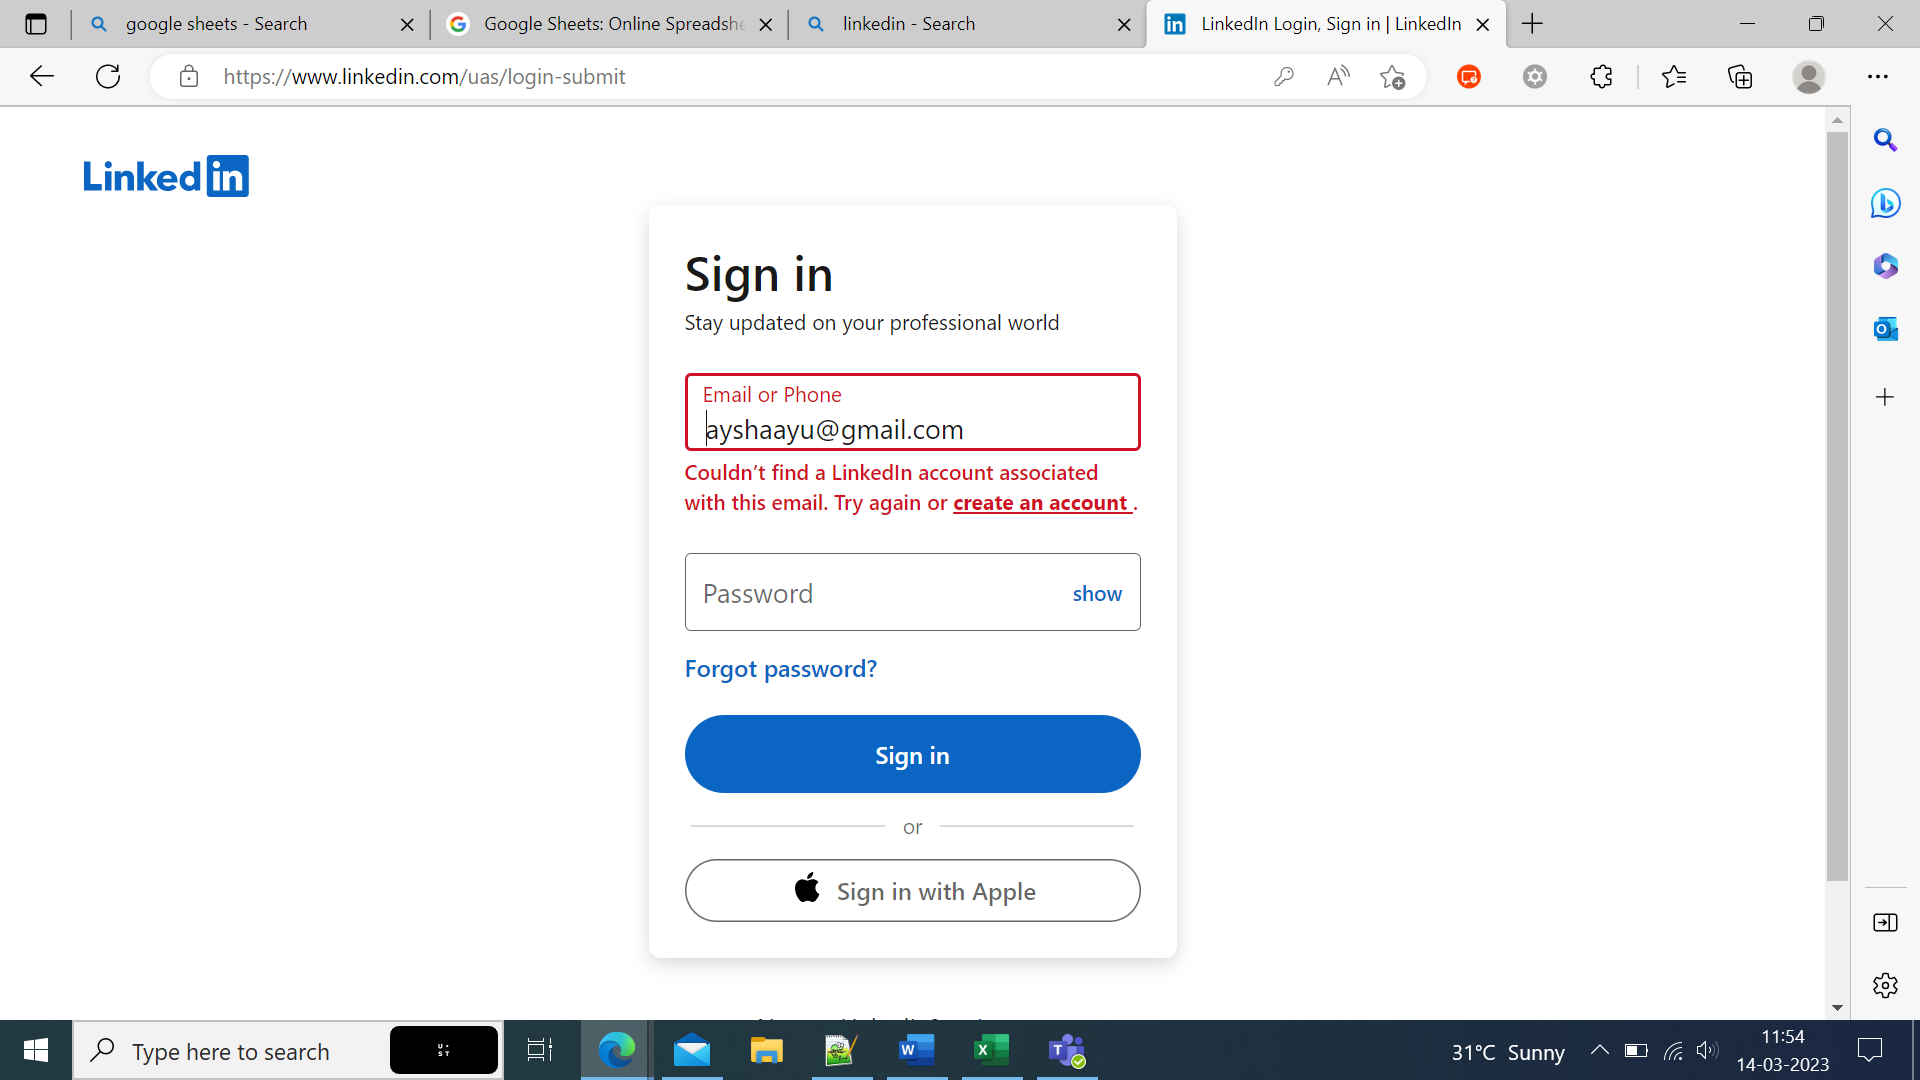 google sheets - Search
Google Sheets: Online Spreadshe
linkedin - Search
LinkedIn Login, Sign in | LinkedIn
https://www.linkedin.com/uas/login-submit
Linked in
Sign in
Stay updated on your professional world
Email or Phone
ayshaayu@gmail.com
Couldn’t find a LinkedIn account associated
with this email. Try again or create an account .
Password
show
Forgot password?
Sign in
or
Sign in with Apple
Type here to search
31°C Sunny
11:54
14-03-2023